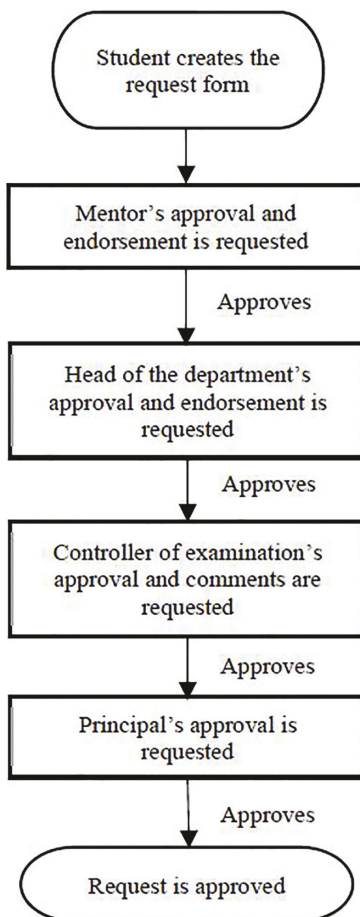 Student creates the
request form
Mentor’s approval and
endorsement is requested
Approves
Head of the department’s
approval and endorsement is
requested
Approves
Controller of examination’s
approval and comments are
requested
Approves
Principal’s approval is
requested
Approves
Request is approved